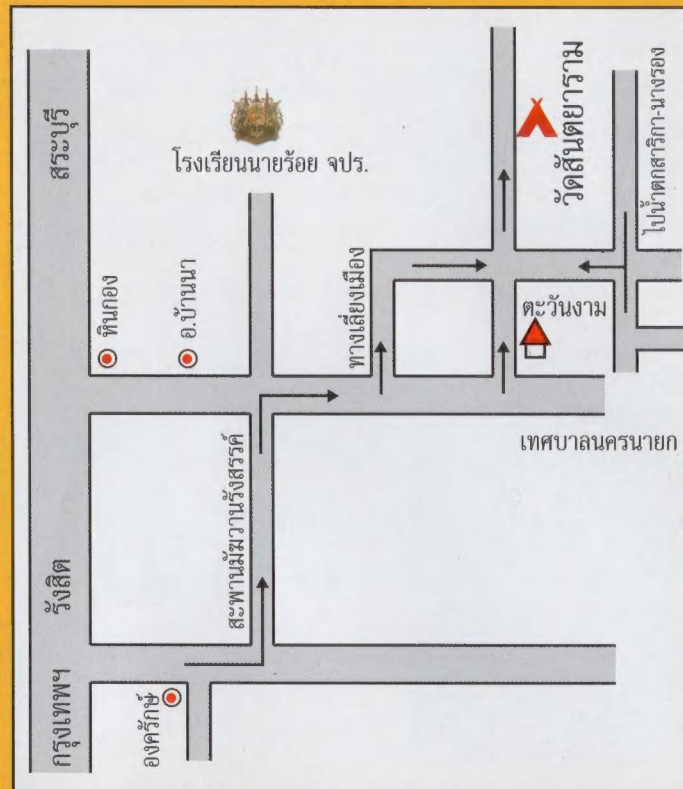 สระบุรี
รังสิต
กรุงเทพฯ
โรงเรียนนายร้อย จปร.
หินกอง
อ.บ้านนา
ทางเลี่ยงเมือง
วัดสันตยาราม
ไปน้ำตกสาริกา-นางรอง
ตะวันงาม
เทศบาลนครนายก
สะพานมัฆวานรังสรรค์
องครักษ์